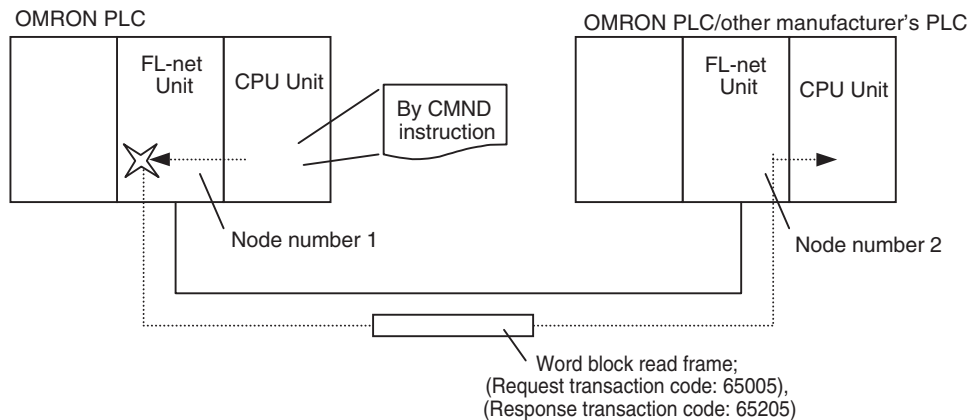 OMRON PLC
OMRON PLC/other manufacturer's PLC
FL-net
Unit
CPU Unit
By CMND
instruction
FL-net
Unit
CPU Unit
Node number 1
Node number 2
Word block read frame;
(Request transaction code: 65005),
(Response transaction code: 65205)